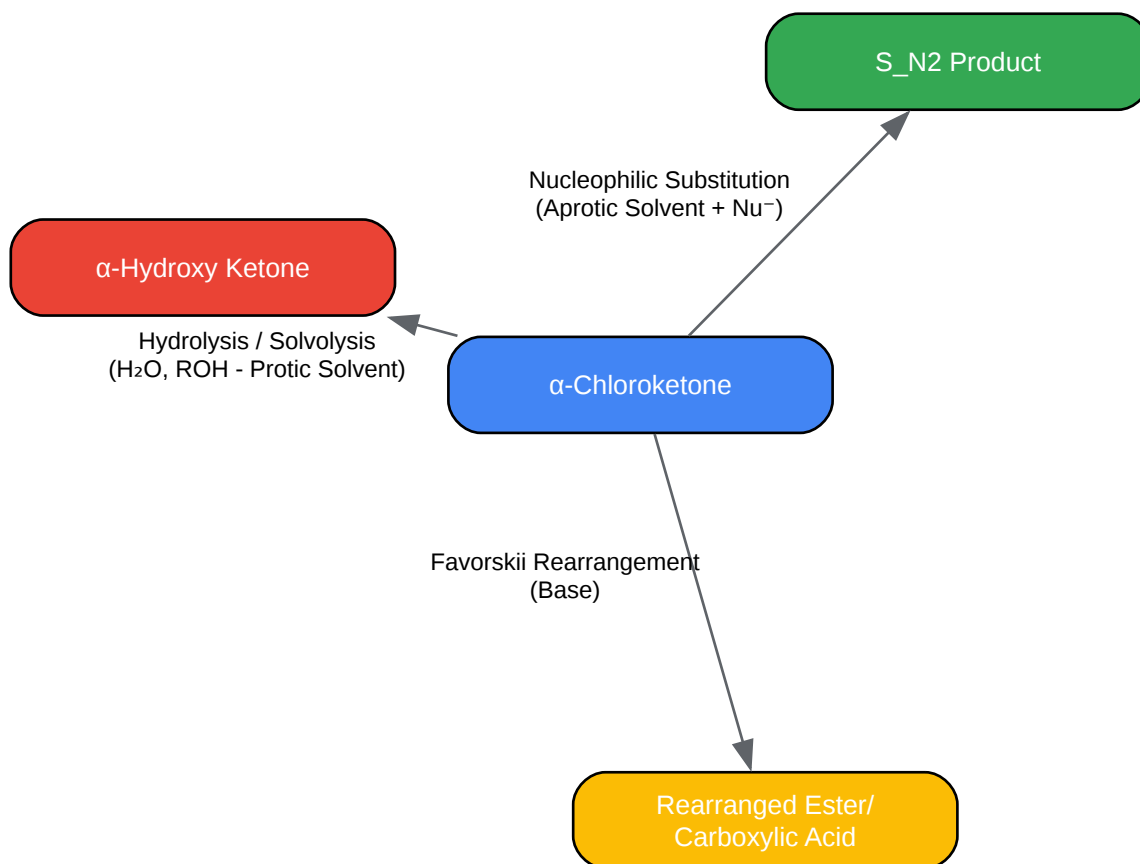 S_N2 Product
Nucleophilic Substitution
(Aprotic Solvent + Nu⁻)
α-Hydroxy Ketone
Hydrolysis / Solvolysis
(H₂O, ROH - Protic Solvent)
α-Chloroketone
Favorskii Rearrangement
(Base)
Rearranged Ester/
Carboxylic Acid